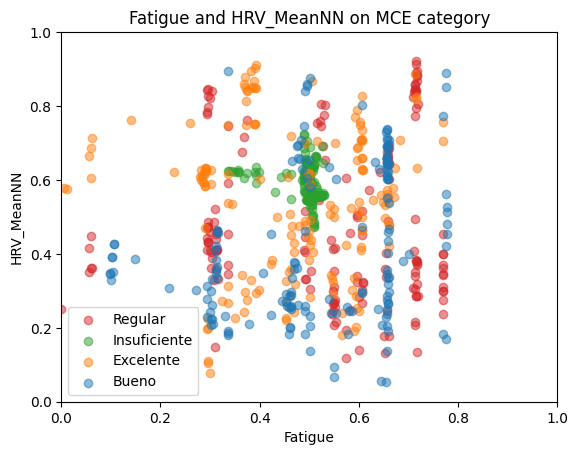 Fatigue and HRV_MeanNN on MCE category
1.0
0.8
0.6
0.4
0.2
0.0
HRV_MeanNN
Regular
Insuficiente
Excelente
Bueno
0.0 0.2 0.4 0.6 0.8 1.0
Fatigue